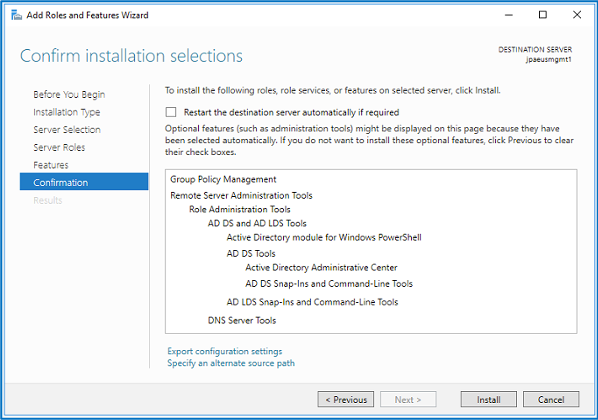 Add Roles and Features Wizard
Confirm installation selections
DESTINATION SERVER
jpaeusmgmt1
Before You Begin
Installation Type
Server Selection
Server Roles
Features
Confirmation
Results
To install the following roles, role services, or features on selected server, click Install.
Restart the destination server automatically if required
Optional features (such as administration tools) might be displayed on this page because they have
been selected automatically. If you do not want to install these optional features, click Previous to clear
their check boxes.
Group Policy Management
Remote Server Administration Tools
Role Administration Tools
AD DS and AD LDS Tools
Active Directory module for Windows PowerShell
AD DS Tools
Active Directory Administrative Center
AD DS Snap-Ins and Command-Line Tools
AD LDS Snap-Ins and Command-Line Tools
DNS Server Tools
Export configuration settings
Specify an alternate source path
< Previous
Next >
Install
Cancel